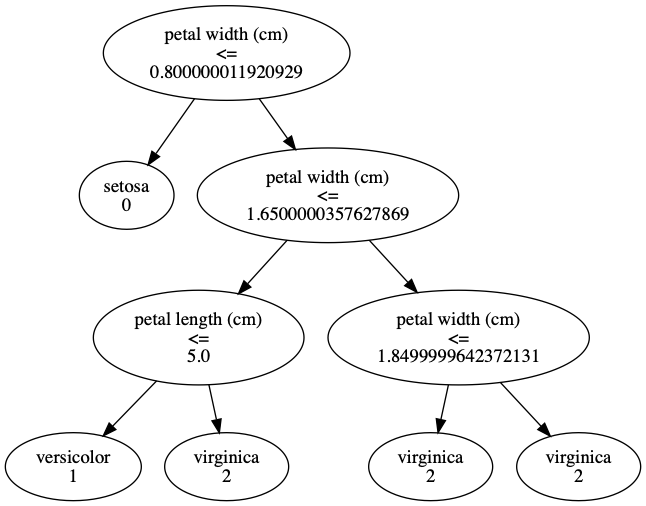 petal width (cm)
<=
0.800000011920929
setosa
0
petal width (cm)
<=
1.6500000357627869
petal length (cm)
<=
5.0
petal width (cm)
<=
1.8499999642372131
versicolor
1
virginica
2
virginica
2
virginica
2